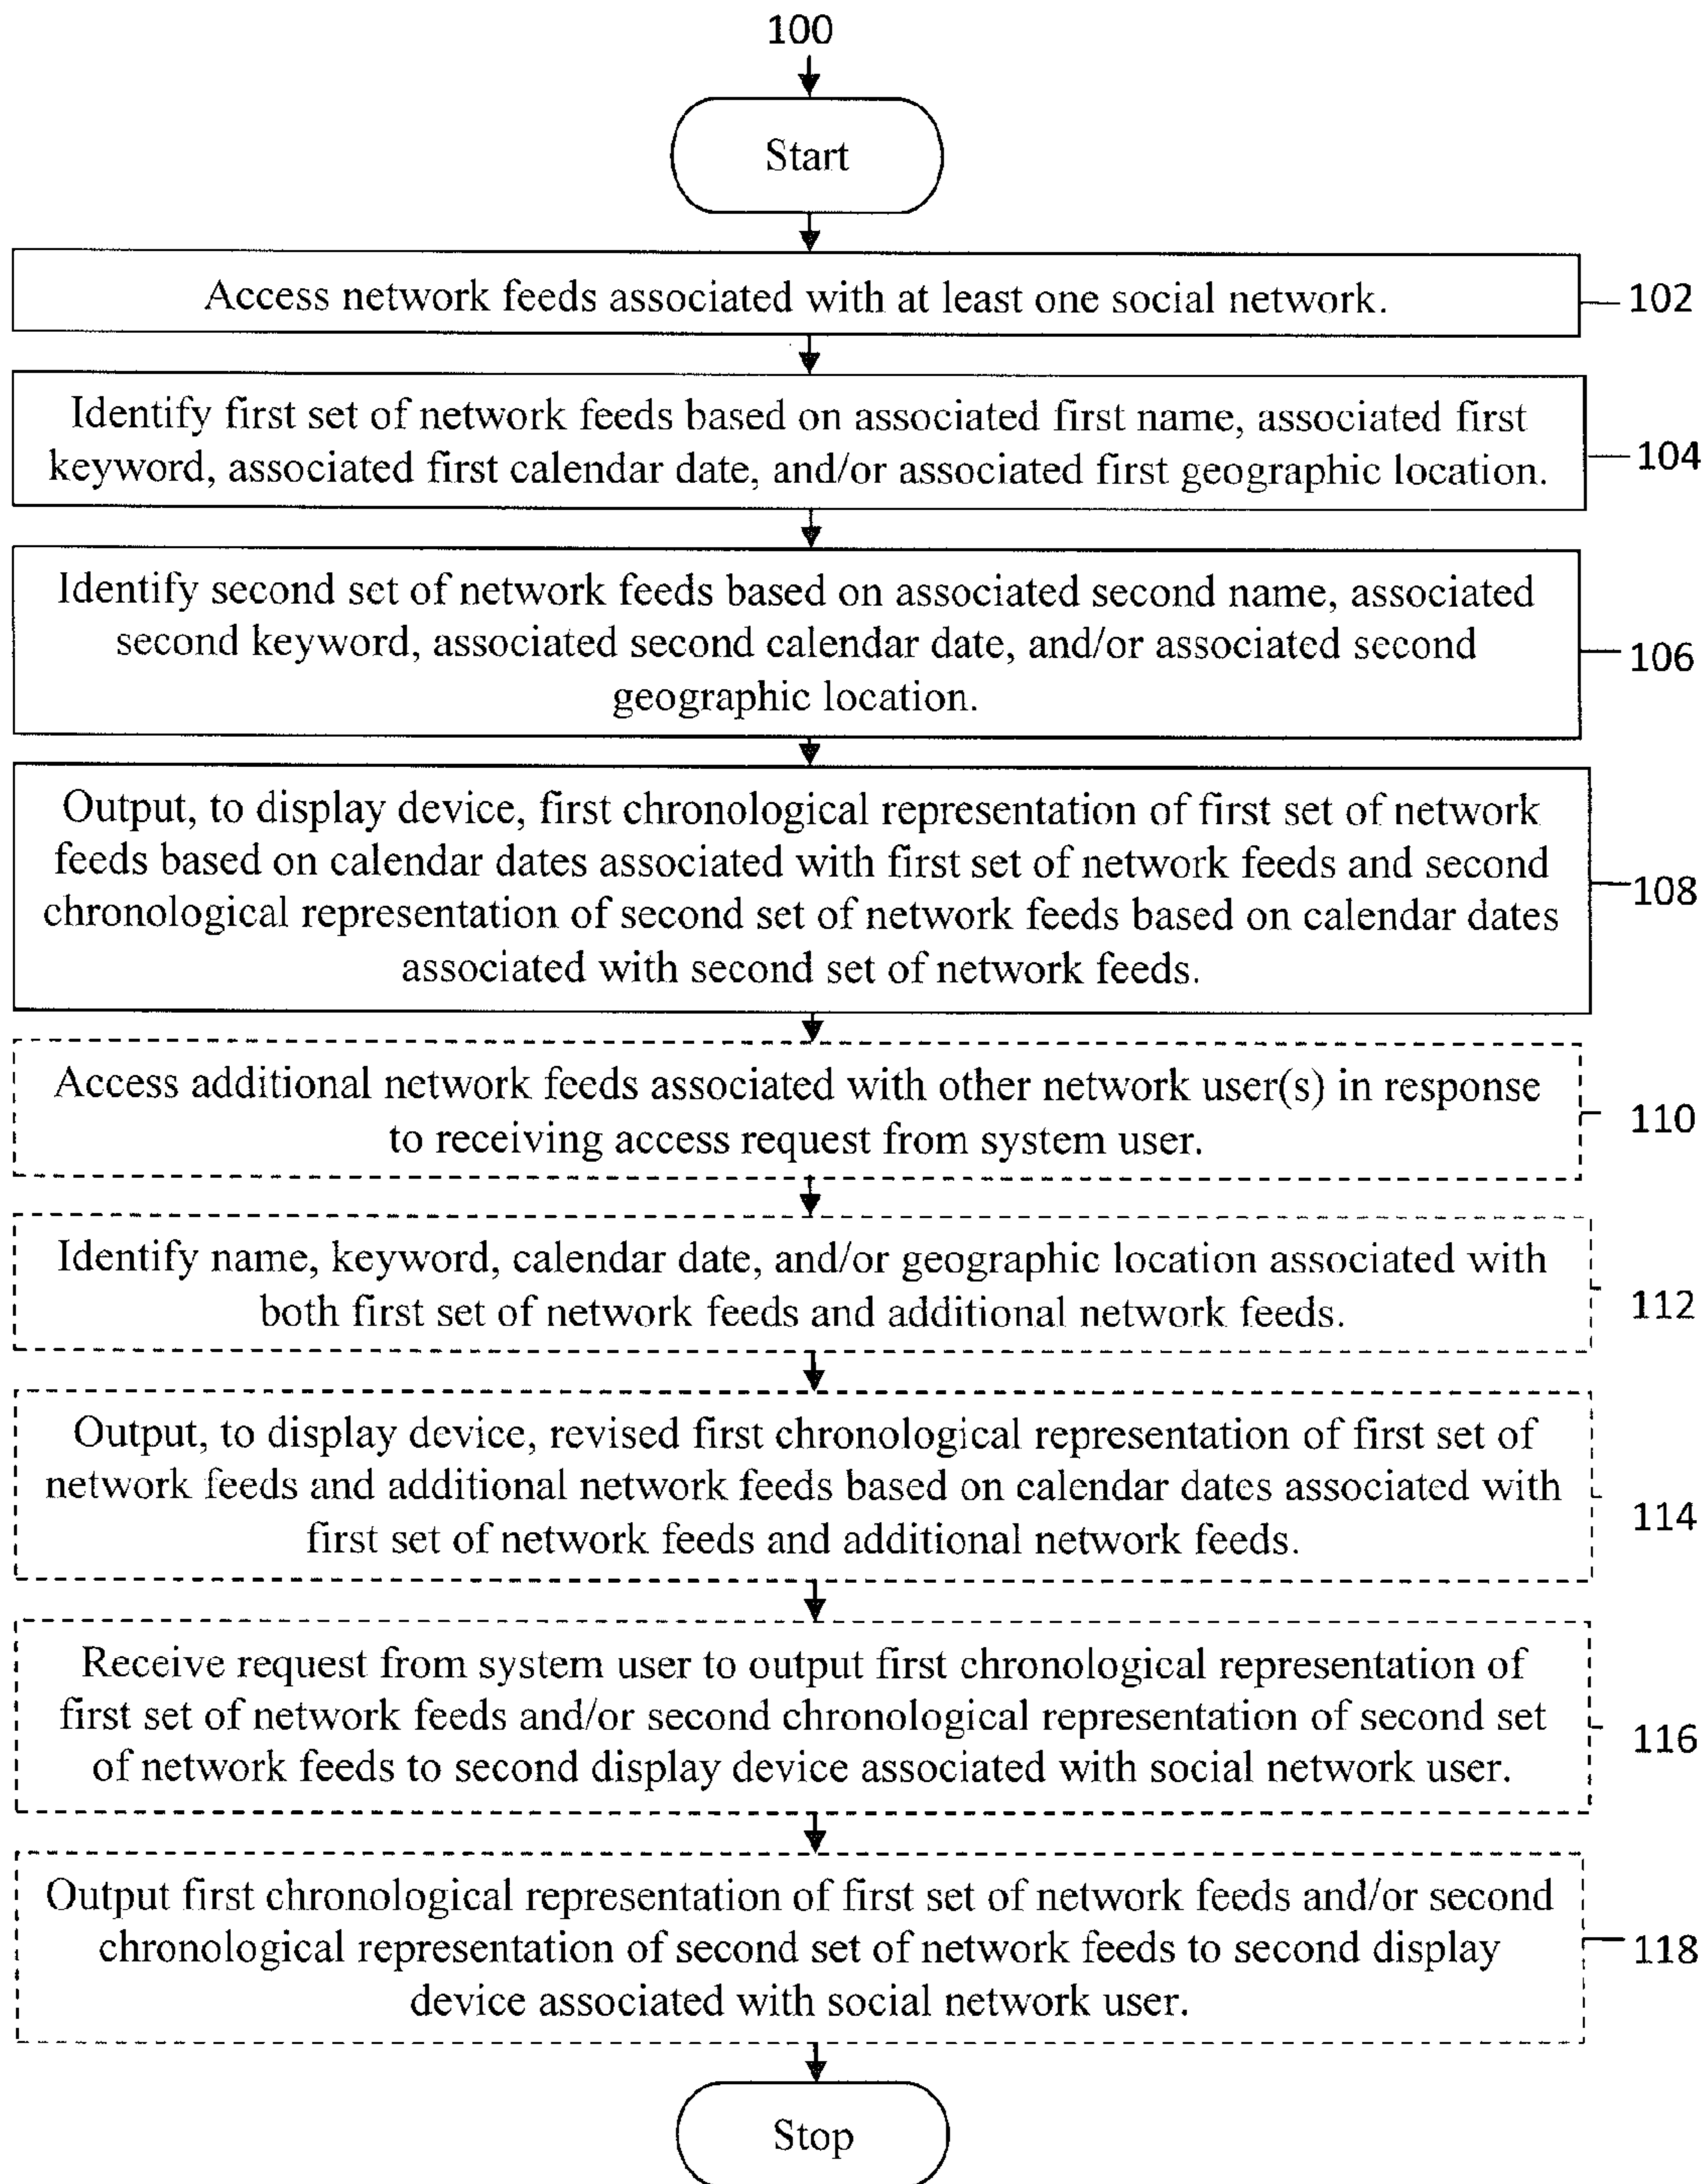 100
Start
Access network feeds associated with at least one social network.
102
Identify first set of network feeds based on associated first name, associated first
keyword, associated first calendar date, and/or associated first geographic location.
104
Identify second set of network feeds based on associated second name, associated
second keyword, associated second calendar date, and/or associated second
geographic location.
106
Output, to display device, first chronological representation of first set of network
feeds based on calendar dates associated with first set of network feeds and second
chronological representation of second set of network feeds based on calendar dates
associated with second set of network feeds.
108
Access additional network feeds associated with other network user(s) in response
to receiving access request from system user.
110
Identify name, keyword, calendar date, and/or geographic location associated with
both first set of network feeds and additional network feeds.
112
Output, to display device, revised first chronological representation of first set of
network feeds and additional network feeds based on calendar dates associated with
first set of network feeds and additional network feeds.
114
Receive request from system user to output first chronological representation of
first set of network feeds and/or second chronological representation of second set
of network feeds to second display device associated with social network user.
116
Output first chronological representation of first set of network feeds and/or second
chronological representation of second set of network feeds to second display
device associated with social network user.
118
Stop